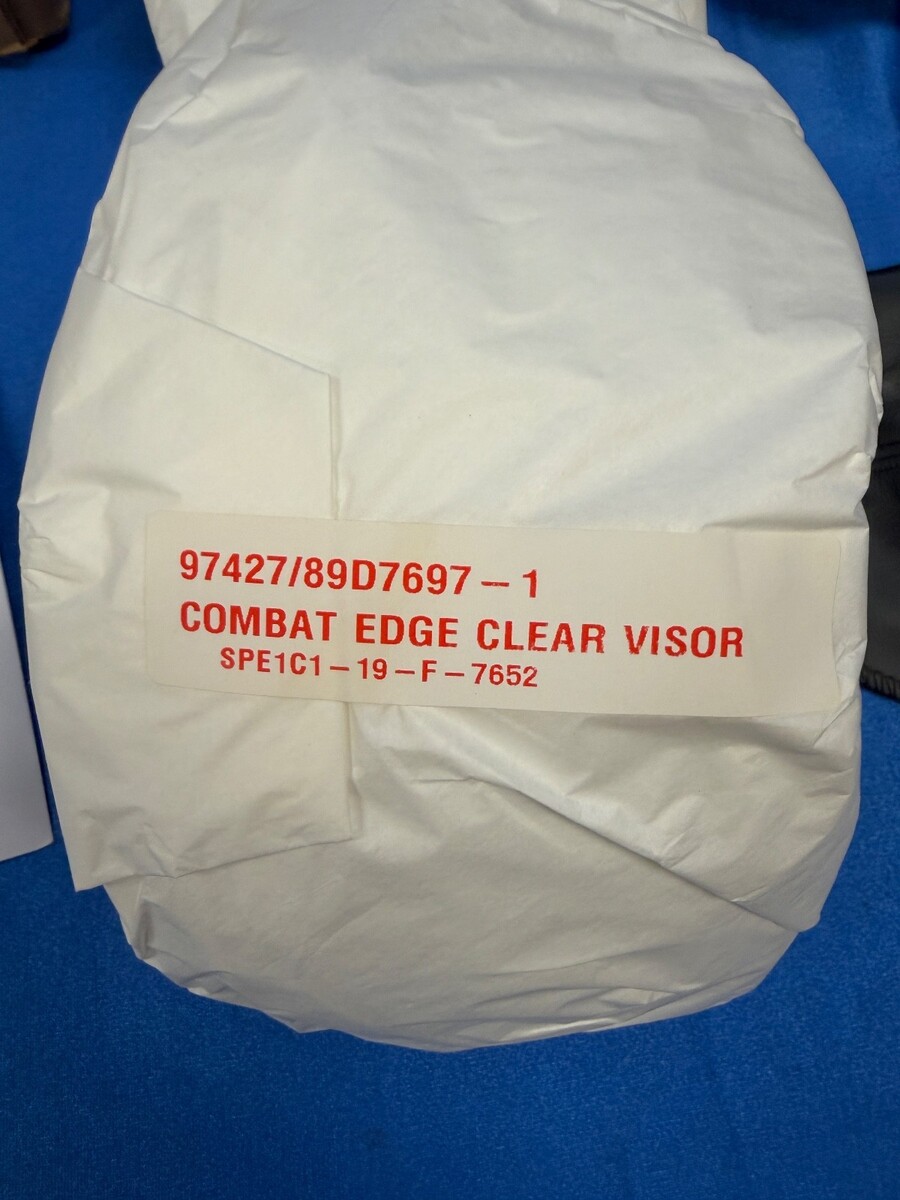 97427/89D7697-1
COMBAT EDGE CLEAR VISOR
SPE1C1-19-F-7652